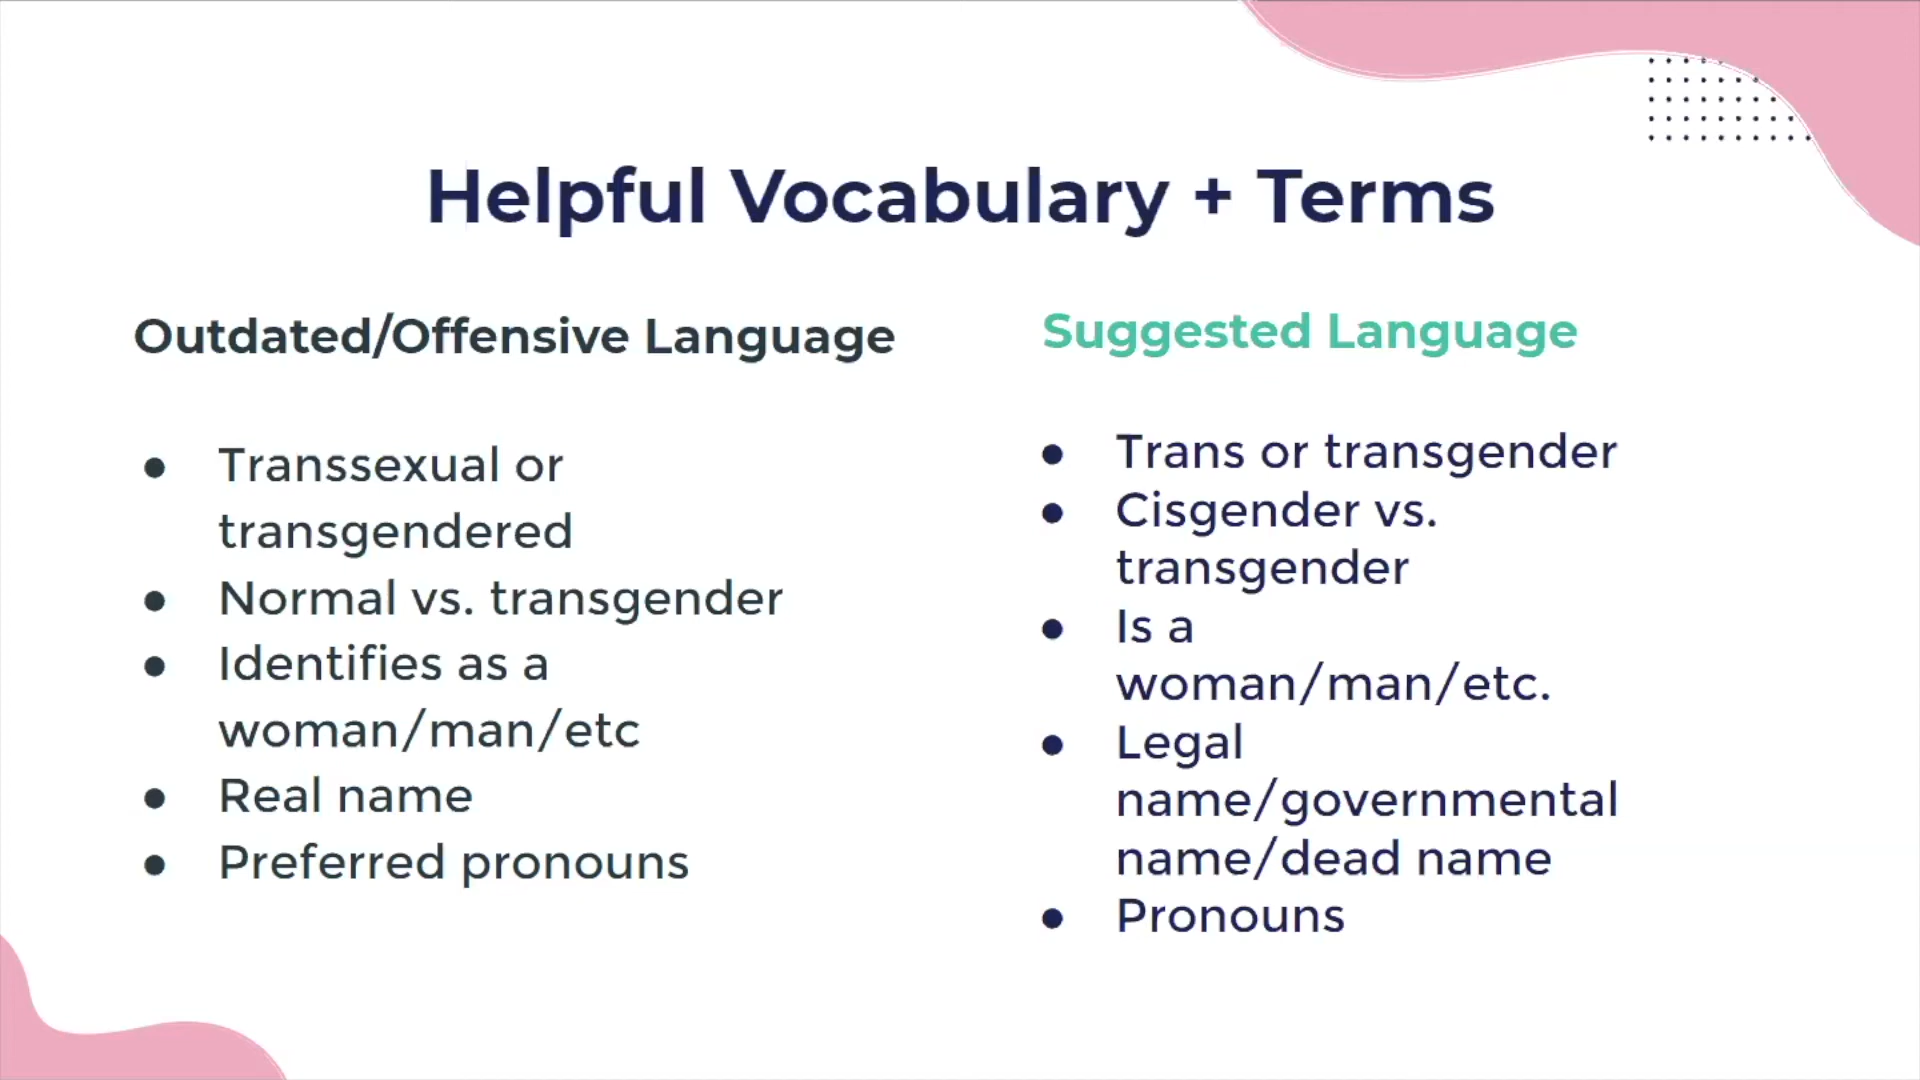 Helpful Vocabulary + Terms
Outdated/Offensive Language
● Transsexual or
transgendered
● Normal vs. transgender
● Identifies as a
woman/man/etc
● Real name
● Preferred pronouns
Suggested Language
● Trans or transgender
● Cisgender vs.
transgender
● Is a
woman/man/etc.
● Legal
name/governmental
name/dead name
● Pronouns